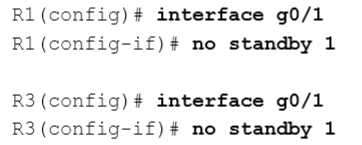 R1(config)# interface g0/1
R1(config-if)# no standby 1
R3(config)# interface g0/1
R3(config-if)# no standby 1